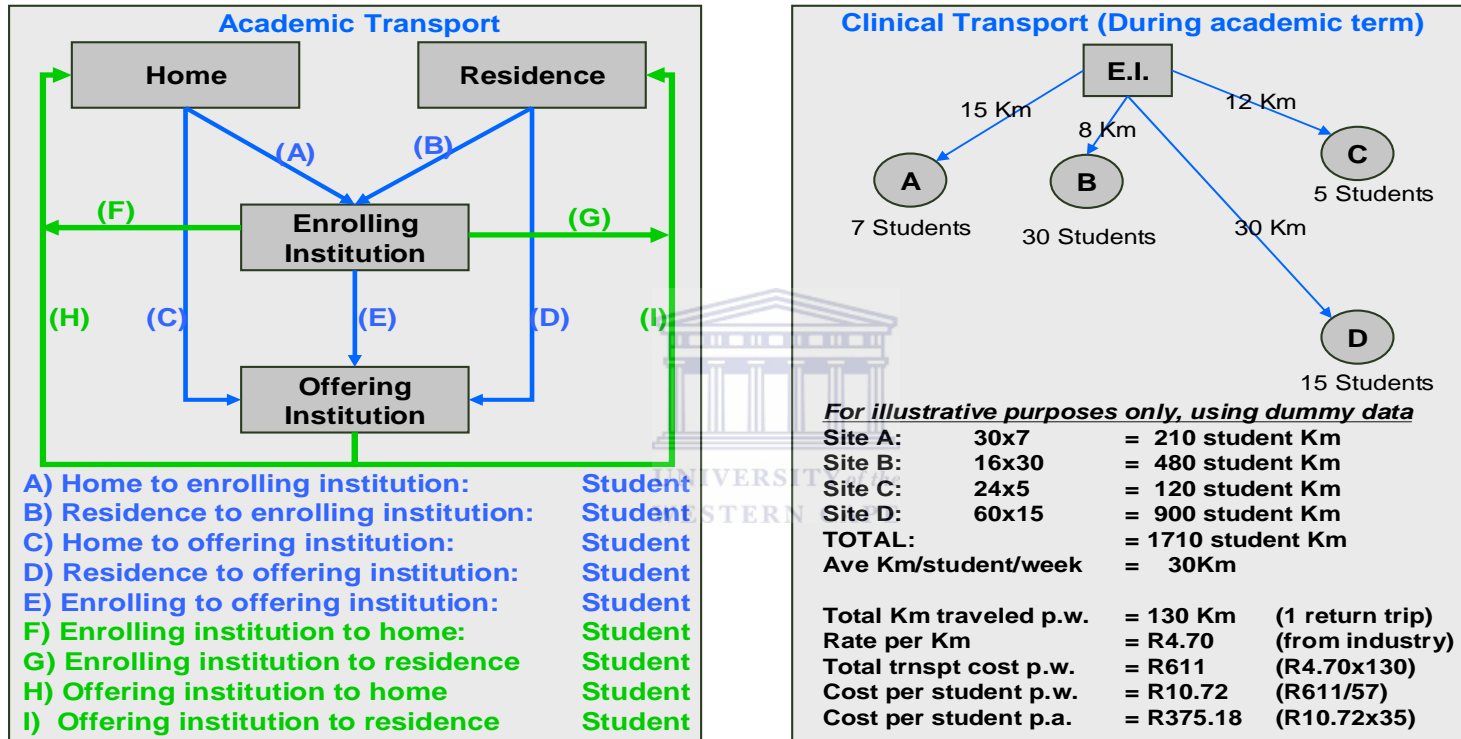 Academic Transport
Home
Residence
(A)
(B)
(F)
Enrolling
Institution
(G)
(H)
(C)
(E)
(D)
(I)
Offering
Institution
A) Home to enrolling institution: Student
B) Residence to enrolling institution: Student
C) Home to offering institution: Student
D) Residence to offering institution: Student
E) Enrolling to offering institution: Student
F) Enrolling institution to home: Student
G) Enrolling institution to residence Student
H) Offering institution to home Student
I) Offering institution to residence Student
UNIVERSITY of the
WESTERN CAPE
Clinical Transport (During academic term)
E.I.
15 Km
8 Km
12 Km
30 Km
A
7 Students
B
30 Students
C
5 Students
D
15 Students
For illustrative purposes only, using dummy data
Site A: 30x7 = 210 student Km
Site B: 16x30 = 480 student Km
Site C: 24x5 = 120 student Km
Site D: 60x15 = 900 student Km
TOTAL: = 1710 student Km
Ave Km/student/week = 30Km
Total Km traveled p.w. = 130 Km (1 return trip)
Rate per Km = R4.70 (from industry)
Total trnspt cost p.w. = R611 (R4.70x130)
Cost per student p.w. = R10.72 (R611/57)
Cost per student p.a. = R375.18 (R10.72x35)